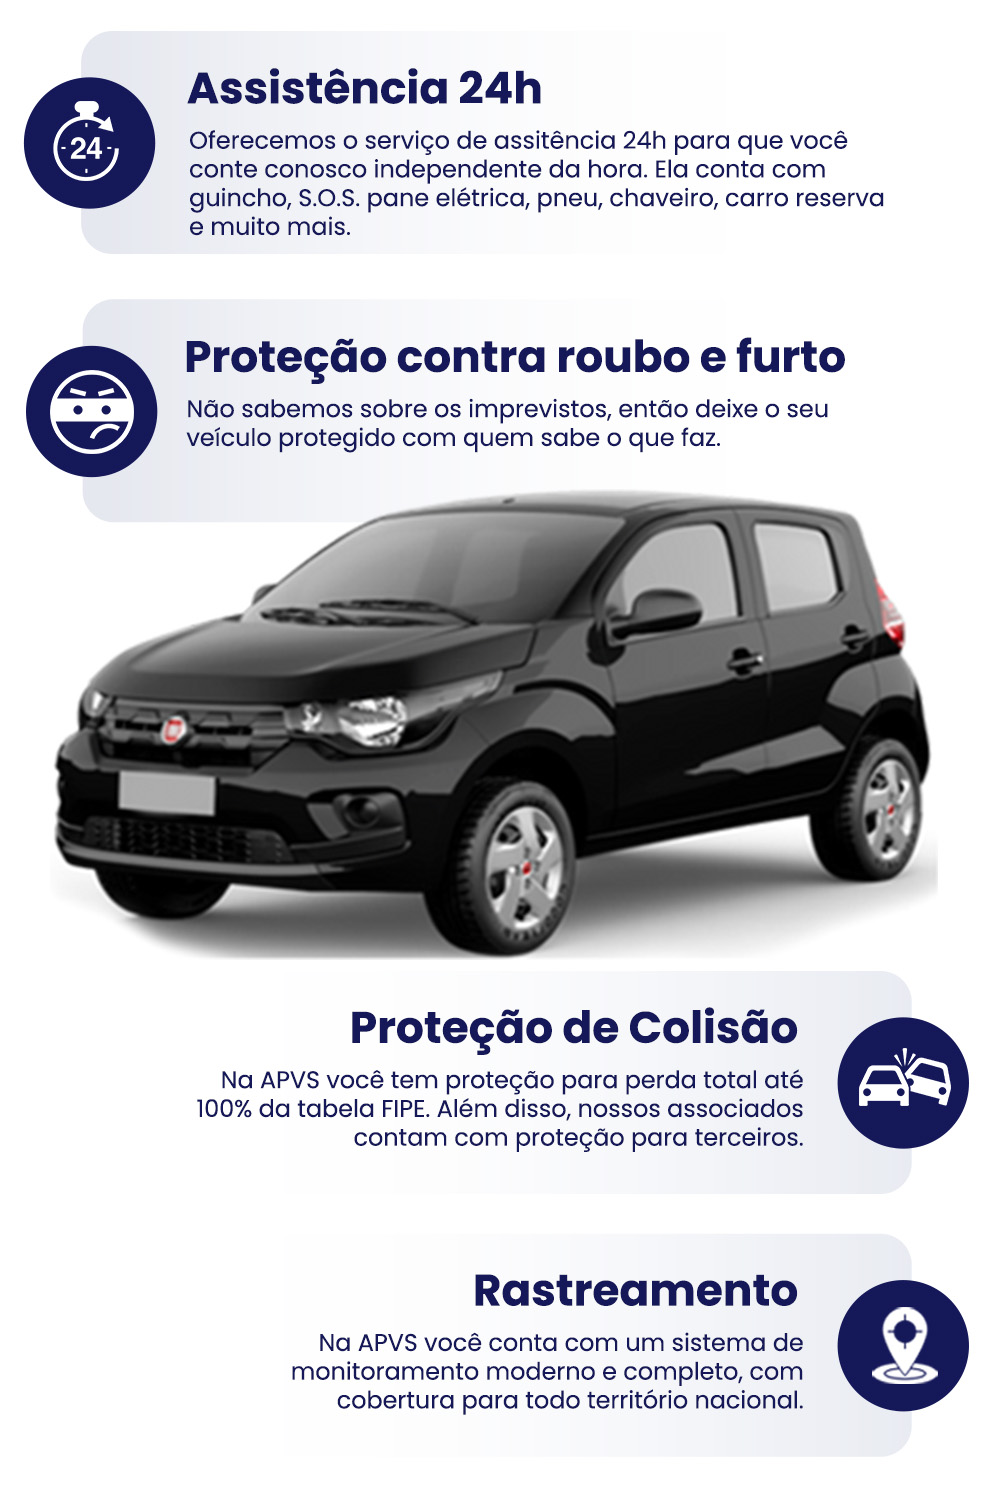 Assistência 24h
24
Oferecemos o serviço de assitência 24h para que você
conte conosco independente da hora. Ela conta com
guincho, S.O.S. pane elétrica, pneu, chaveiro, carro reserva
e muito mais.
Proteção contra roubo e furto
Não sabemos sobre os imprevistos, então deixe o seu
veículo protegido com quem sabe o que faz.
Proteção de Colisão
Na APVS você tem proteção para perda total até
100% da tabela FIPE. Além disso, nossos associados
contam com proteção para terceiros.
Rastreamento
Na APVS você conta com um sistema de
monitoramento moderno e completo, com
cobertura para todo território nacional.